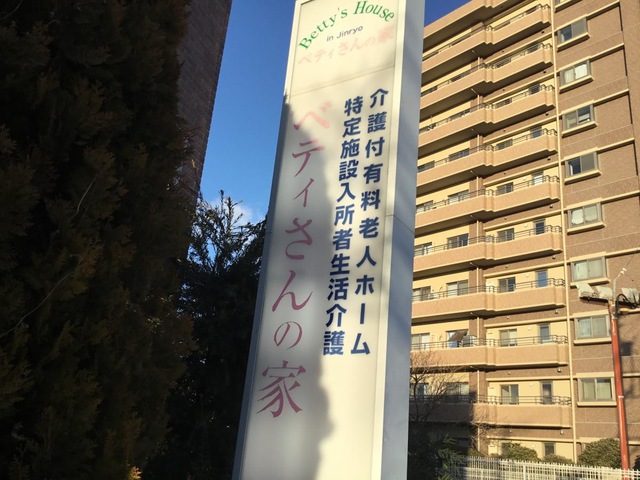 Betty's House
in Jinryo
ベティさんの家
介護付有料老人ホーム
特定施設入所者生活介護
ベティさんの家